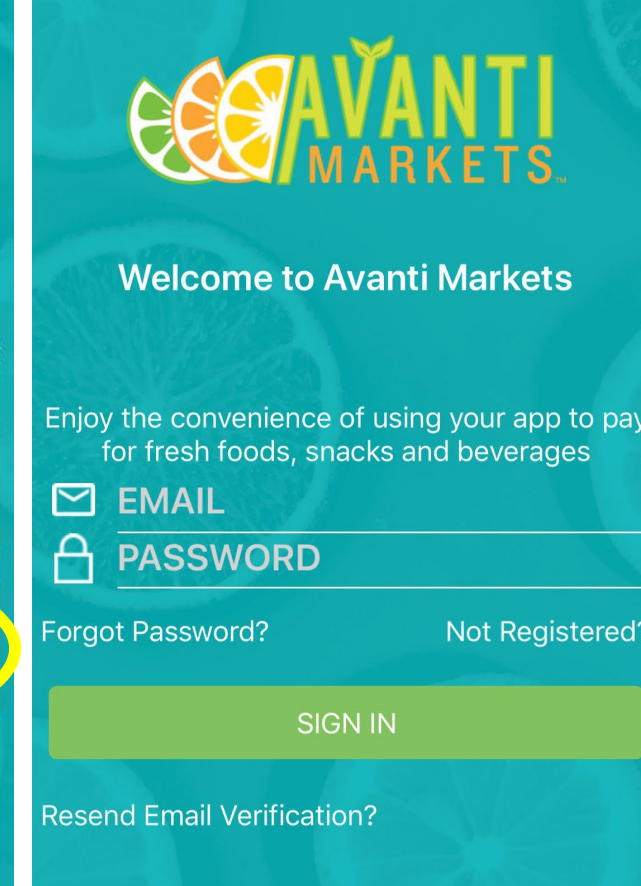 AVANTI
MARKETS™
Welcome to Avanti Markets
Enjoy the convenience of using your app to pay
for fresh foods, snacks and beverages
EMAIL
PASSWORD
Forgot Password? Not Registered?
SIGN IN
Resend Email Verification?